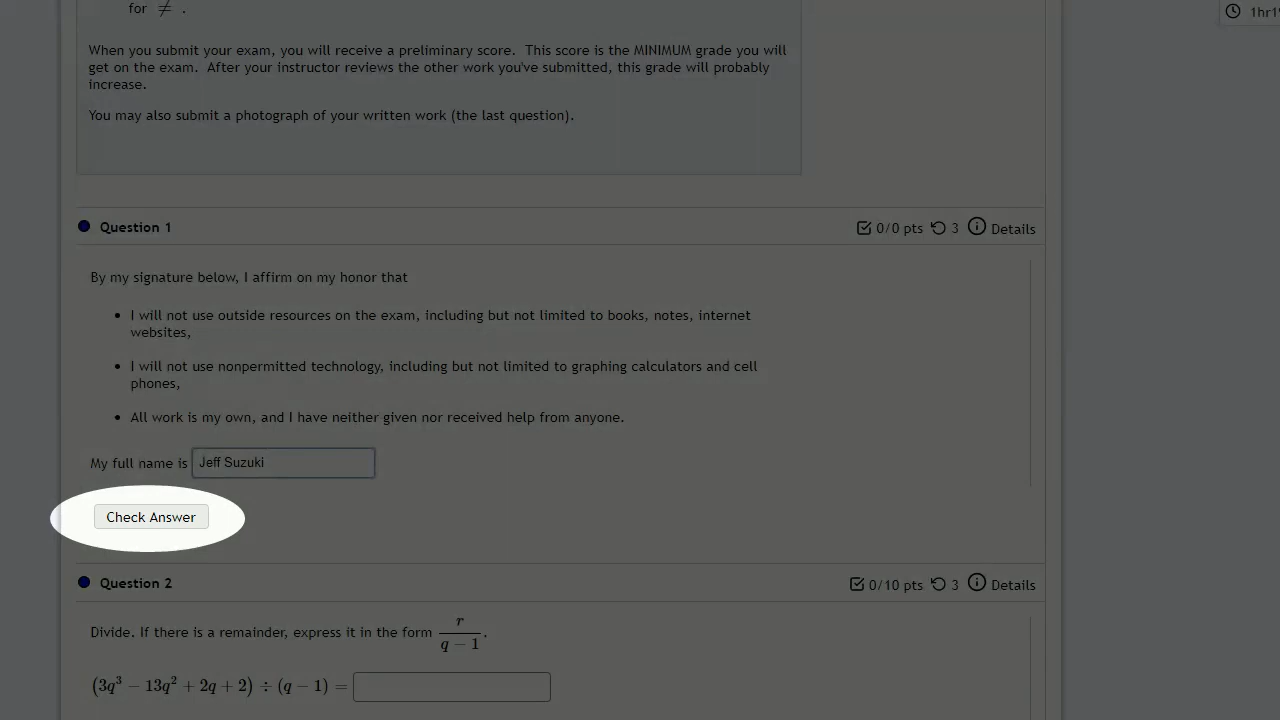 for ≠ .
1hr1
When you submit your exam, you will receive a preliminary score. This score is the MINIMUM grade you will
get on the exam. After your instructor reviews the other work you've submitted, this grade will probably
increase.
You may also submit a photograph of your written work (the last question).
Question 1
0/0 pts 3 Details
By my signature below, I affirm on my honor that
• I will not use outside resources on the exam, including but not limited to books, notes, internet
websites,
• I will not use nonpermitted technology, including but not limited to graphing calculators and cell
phones,
• All work is my own, and I have neither given nor received help from anyone.
My full name is Jeff Suzuki
Check Answer
Question 2
0/10 pts 3 Details
Divide. If there is a remainder, express it in the form r/(q − 1).
(3q³ − 13q² + 2q + 2) ÷ (q − 1) =